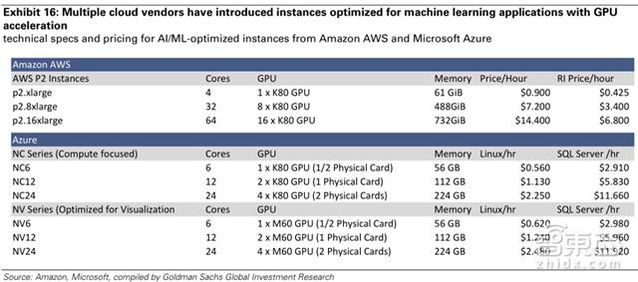 Exhibit 16: Multiple cloud vendors have introduced instances optimized for machine learning applications with GPU
acceleration
technical specs and pricing for AI/ML-optimized instances from Amazon AWS and Microsoft Azure
Amazon AWS
AWS P2 Instances Cores GPU Memory Price/Hour RI Price/hour
p2.xlarge 4 1 x K80 GPU 61 GiB $0.900 $0.425
p2.8xlarge 32 8 x K80 GPU 488GiB $7.200 $3.400
p2.16xlarge 64 16 x K80 GPU 732GiB $14.400 $6.800
Azure
NC Series (Compute focused) Cores GPU Memory Linux/hr SQL Server /hr
NC6 6 1 x K80 GPU (1/2 Physical Card) 56 GB $0.560 $2.910
NC12 12 2 x K80 GPU (1 Physical Card) 112 GB $1.130 $5.830
NC24 24 4 x K80 GPU (2 Physical Cards) 224 GB $2.250 $11.660
NV Series (Optimized for Visualization Cores GPU Memory Linux/hr SQL Server /hr
NV6 6 1 x M60 GPU (1/2 Physical Card) 56 GB $0.620 $2.980
NV12 12 2 x M60 GPU (1 Physical Card) 112 GB $1.240 $5.960
NV24 24 4 x M60 GPU (2 Physical Cards) 224 GB $2.480 $11.920
智東西
zhidx.com
Source: Amazon, Microsoft, compiled by Goldman Sachs Global Investment Research